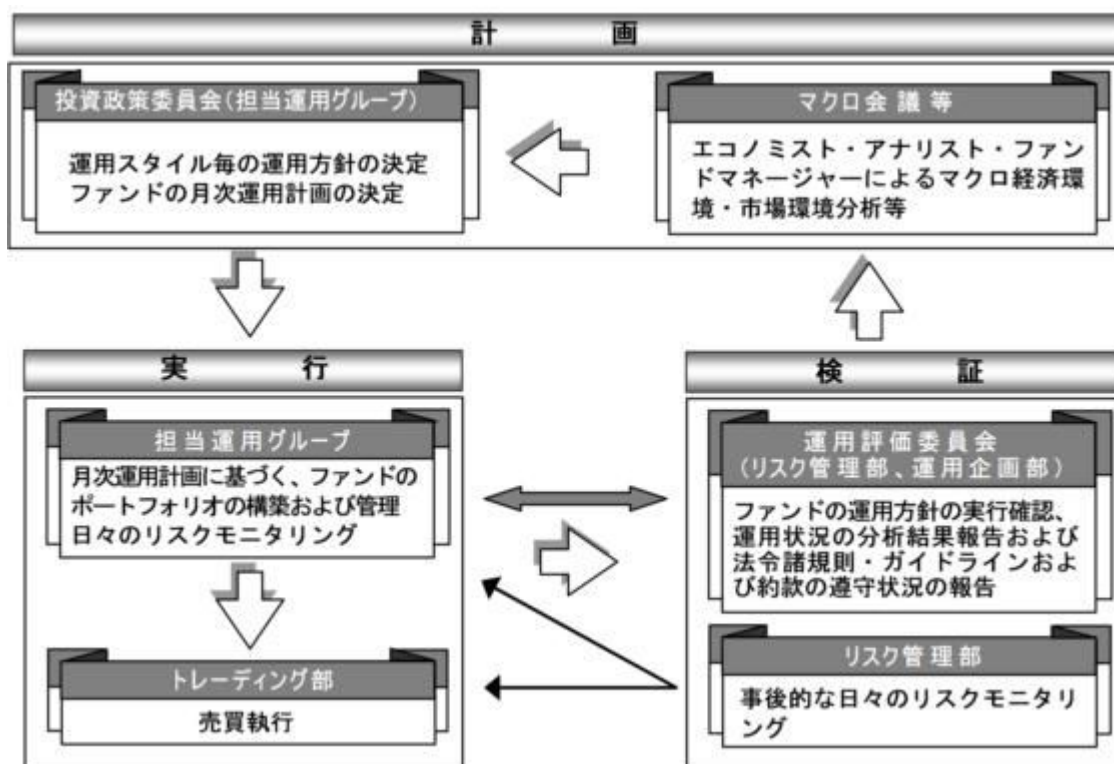 計画
投資政策委員会(担当運用グループ)
運用スタイル毎の運用方針の決定
ファンドの月次運用計画の決定
マクロ会議等
エコノミスト・アナリスト・ファン
ドマネージャーによるマクロ経済環
境・市場環境分析等
実行
担当運用グループ
月次運用計画に基づく、ファンドの
ポートフォリオの構築および管理
日々のリスクモニタリング
トレーディング部
売買執行
検証
運用評価委員会
(リスク管理部、運用企画部)
ファンドの運用方針の実行確認、
運用状況の分析結果報告および
法令諸規則・ガイドラインおよ
び約款の遵守状況の報告
リスク管理部
事後的な日々のリスクモニタリ
ング